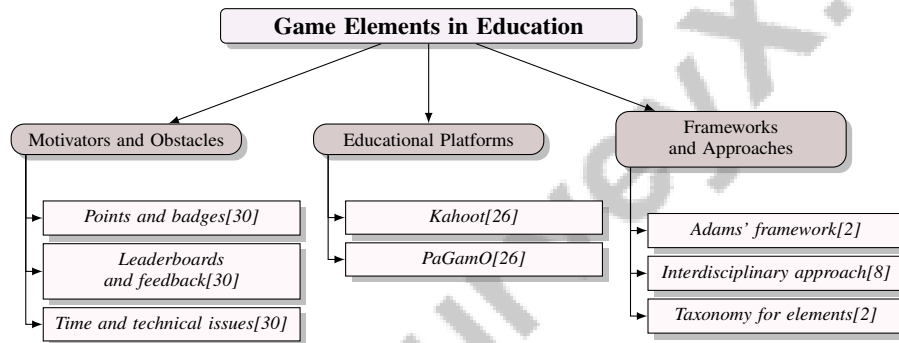 Game Elements in Education
Motivators and Obstacles
Points and badges[30]
Leaderboards
and feedback[30]
Time and technical issues[30]
Educational Platforms
Kahoot[26]
PaGamO[26]
Frameworks
and Approaches
Adams' framework[2]
Interdisciplinary approach[8]
Taxonomy for elements[2]